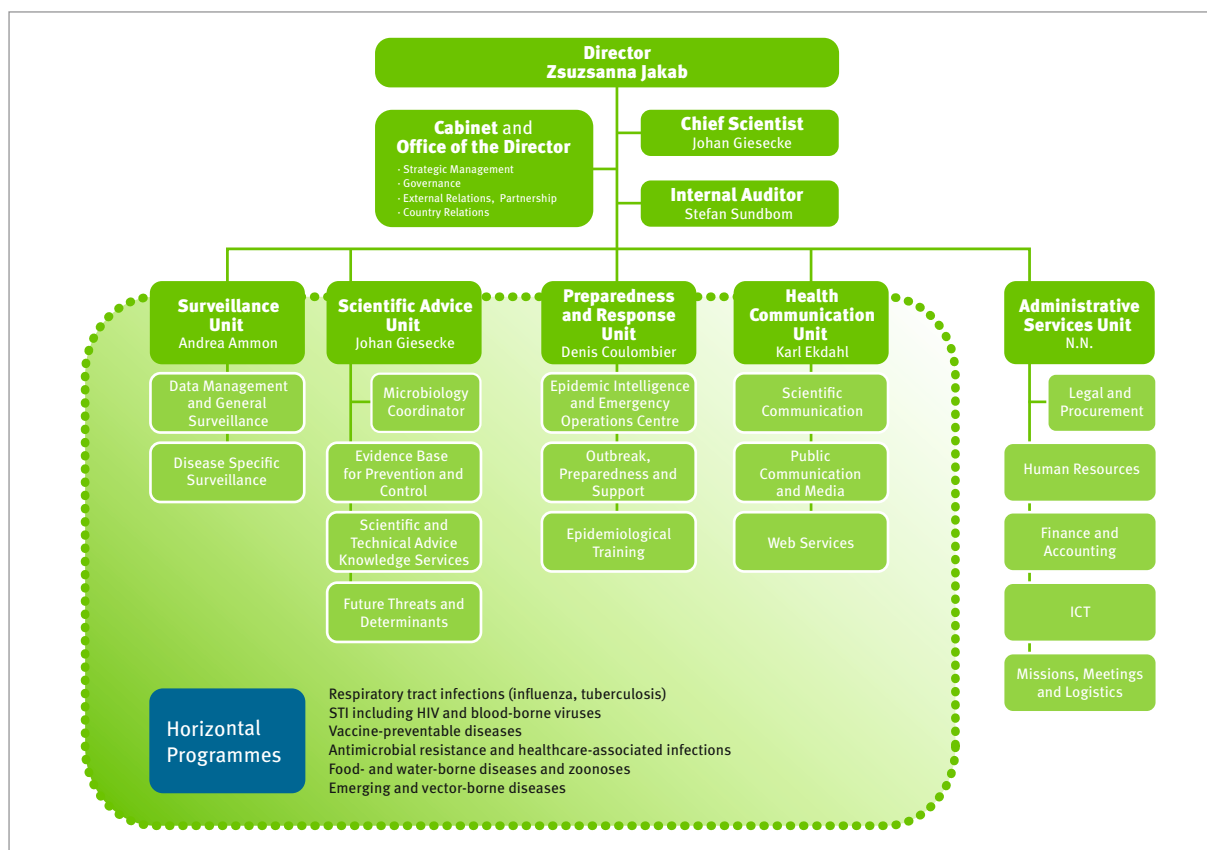 Director
Zsuzsanna Jakab
Cabinet and
Office of the Director
· Strategic Management
· Governance
· External Relations, Partnership
· Country Relations
Chief Scientist
Johan Giesecke
Internal Auditor
Stefan Sundbom
Surveillance
Unit
Andrea Ammon
Data Management
and General
Surveillance
Disease Specific
Surveillance
Scientific Advice
Unit
Johan Giesecke
Microbiology
Coordinator
Evidence Base
for Prevention and
Control
Scientific and
Technical Advice
Knowledge Services
Future Threats and
Determinants
Preparedness
and Response
Unit
Denis Coulombier
Epidemic Intelligence
and Emergency
Operations Centre
Outbreak,
Preparedness and
Support
Epidemiological
Training
Health
Communication
Unit
Karl Ekdahl
Scientific
Communication
Public
Communication
and Media
Web Services
Administrative
Services Unit
N.N.
Legal and
Procurement
Human Resources
Finance and
Accounting
ICT
Missions, Meetings
and Logistics
Horizontal
Programmes
Respiratory tract infections (influenza, tuberculosis)
STI including HIV and blood-borne viruses
Vaccine-preventable diseases
Antimicrobial resistance and healthcare-associated infections
Food- and water-borne diseases and zoonoses
Emerging and vector-borne diseases